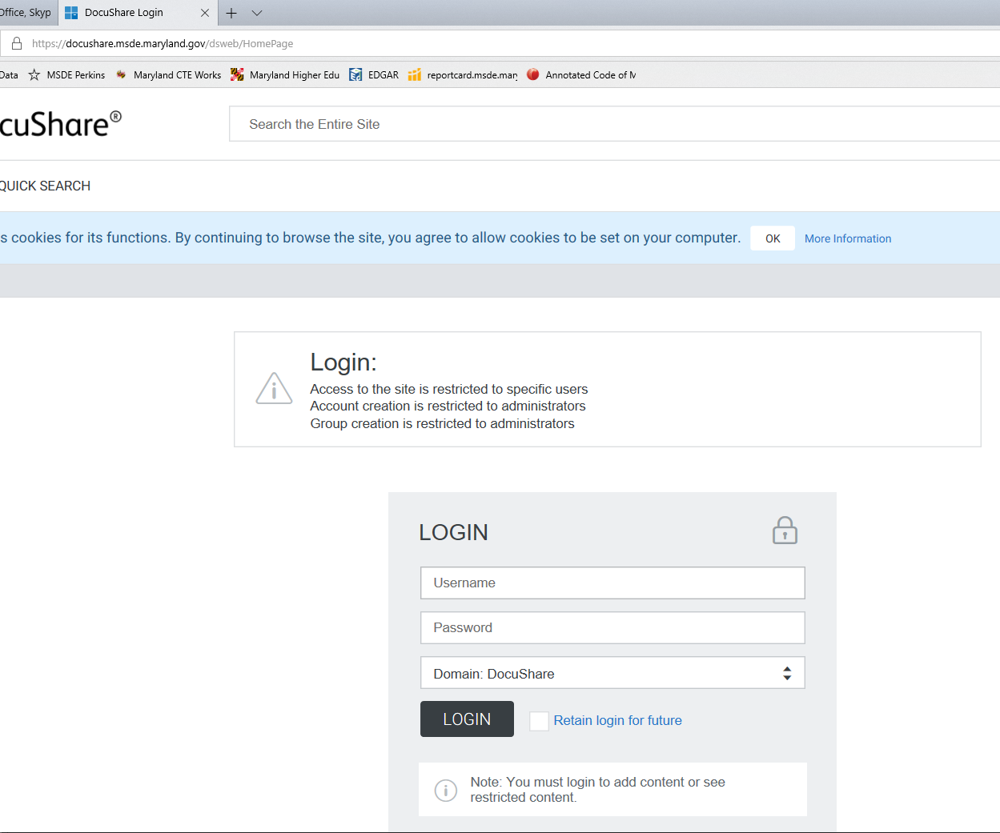 Office, Skyp
DocuShare Login
https://docushare.msde.maryland.gov/dsweb/HomePage
Data
MSDE Perkins
Maryland CTE Works
Maryland Higher Edu
EDGAR
reportcard.msde.mary
Annotated Code of M
cuShare®
Search the Entire Site
QUICK SEARCH
s cookies for its functions. By continuing to browse the site, you agree to allow cookies to be set on your computer.
OK
More Information
Login:
Access to the site is restricted to specific users
Account creation is restricted to administrators
Group creation is restricted to administrators
LOGIN
Username
Password
Domain: DocuShare
LOGIN
Retain login for future
Note: You must login to add content or see
restricted content.